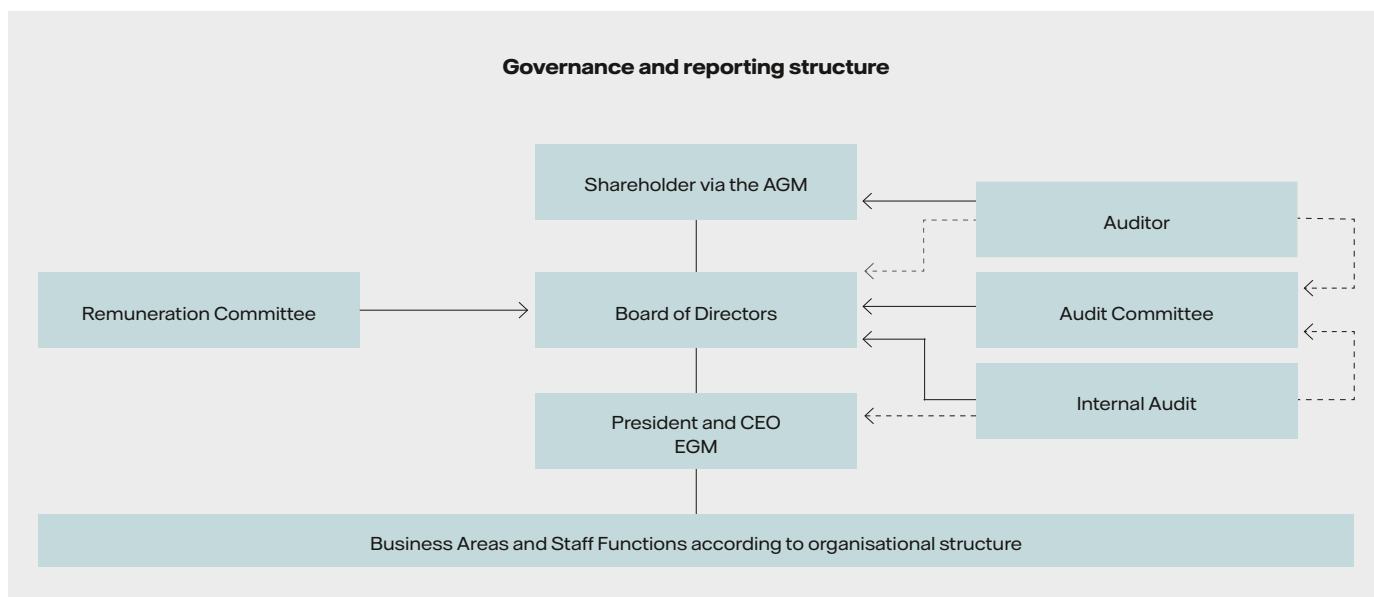 Governance and reporting structure
Shareholder via the AGM
Auditor
Remuneration Committee
Board of Directors
Audit Committee
Internal Audit
President and CEO
EGM
Business Areas and Staff Functions according to organisational structure